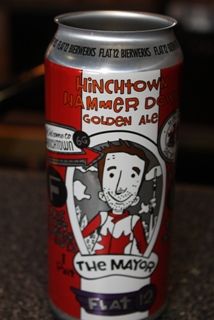 FLAT 12 BIERWERKS FLAT 12
HINCHTOWN
HAMMER DOWN
GOLDEN ALE
Welcome to
HINCHTOWN
THE MAYOR
FLAT 12